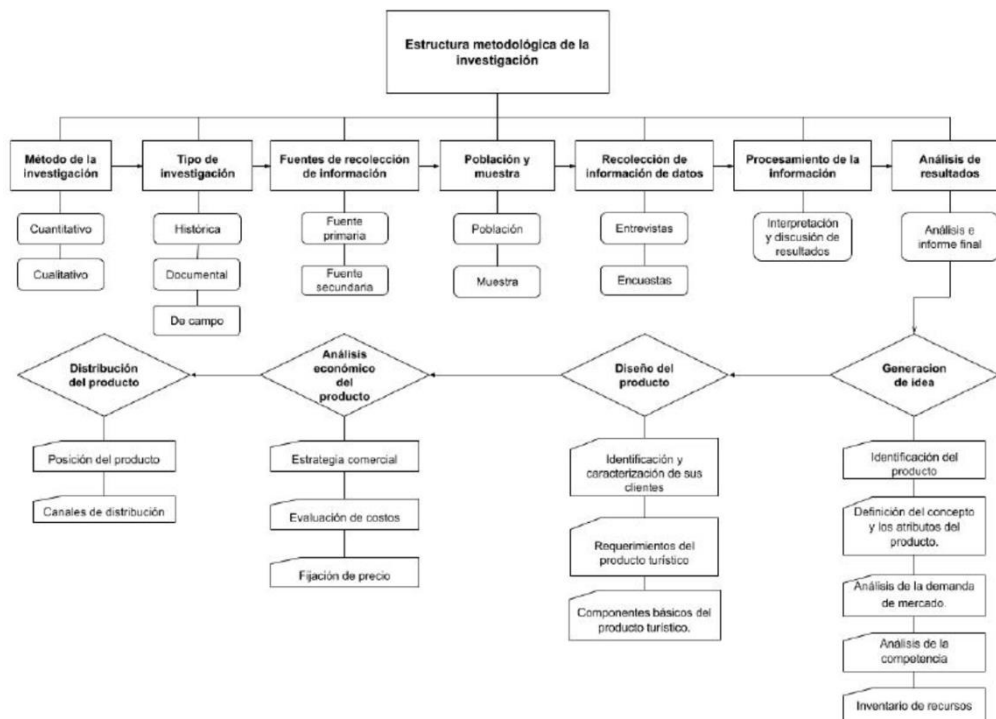 Estructura metodológica de la
investigación
Método de la
investigación
Tipo de
investigación
Fuentes de recolección
de información
Población y
muestra
Recolección de
información de datos
Procesamiento de la
información
Análisis de
resultados
Cuantitativo
Cualitativo
Histórica
Documental
De campo
Fuente
primaria
Fuente
secundaria
Población
Muestra
Entrevistas
Encuestas
Interpretación
y discusión de
resultados
Análisis e
informe final
Distribución
del producto
Análisis
económico
del
producto
Diseño del
producto
Generacion
de idea
Posición del producto
Canales de distribución
Estrategia comercial
Evaluación de costos
Fijación de precio
Identificación y
caracterización de sus
clientes
Requerimientos del
producto turístico
Componentes básicos del
producto turístico.
Identificación del
producto
Definición del concepto
y los atributos del
producto.
Análisis de la demanda
de mercado.
Análisis de la
competencia
Inventario de recursos